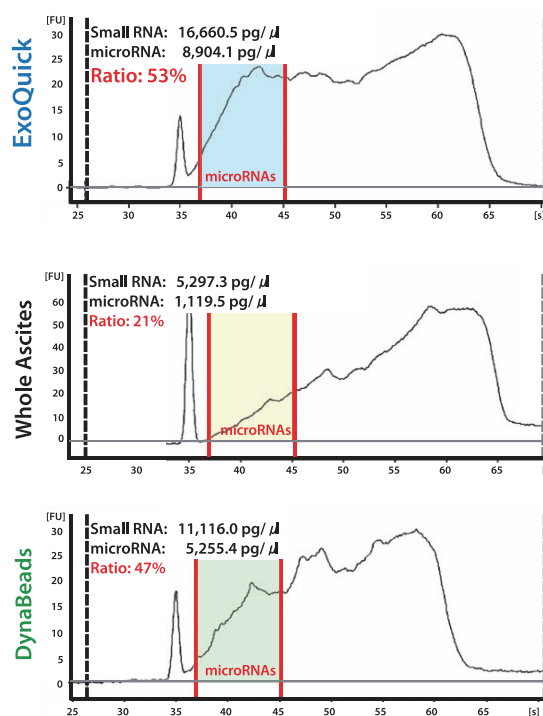 ExoQuick
[FU]
Small RNA: 16,660.5 pg/μl
microRNA: 8,904.1 pg/μl
Ratio: 53%
30
25
20
15
10
5
0
microRNAs
25 30 35 40 45 50 55 60 65 [s]
Whole Ascites
[FU]
Small RNA: 5,297.3 pg/μl
microRNA: 1,119.5 pg/μl
Ratio: 21%
60
50
40
30
20
10
0
microRNAs
25 30 35 40 45 50 55 60 65
DynaBeads
[FU]
Small RNA: 11,116.0 pg/μl
microRNA: 5,255.4 pg/μl
Ratio: 47%
30
25
20
15
10
5
0
microRNAs
25 30 35 40 45 50 55 60 65 [s]